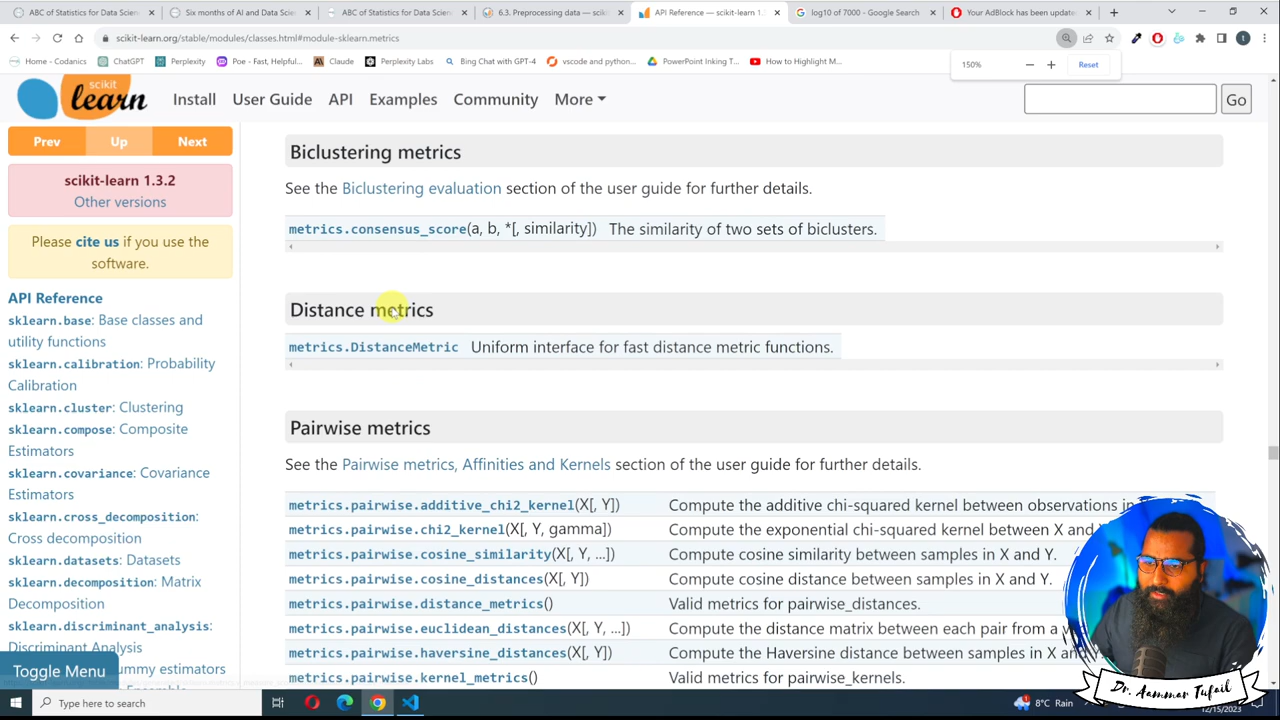 ABC of Statistics for Data Scien
Six months of AI and Data Scie
ABC of Statistics for Data Scien
6.3. Preprocessing data — scikit
API Reference — scikit-learn 1.3
log10 of 7000 - Google Search
Your AdBlock has been updat
scikit-learn.org/stable/modules/classes.html#module-sklearn.metrics
Home - Codanics
ChatGPT
Perplexity
Poe - Fast, Helpful...
Claude
Perplexity Labs
Bing Chat with GPT-4
vscode and python...
PowerPoint Inking T...
How to Highlight M...
150%
Reset
scikit
learn
Install
User Guide
API
Examples
Community
More
Go
Prev
Up
Next
scikit-learn 1.3.2
Other versions
Please cite us if you use the
software.
API Reference
sklearn.base: Base classes and
utility functions
sklearn.calibration: Probability
Calibration
sklearn.cluster: Clustering
sklearn.compose: Composite
Estimators
sklearn.covariance: Covariance
Estimators
sklearn.cross_decomposition:
Cross decomposition
sklearn.datasets: Datasets
sklearn.decomposition: Matrix
Decomposition
sklearn.discriminant_analysis:
Discriminant Analysis
ummy estimators
Toggle Menu
Biclustering metrics
See the Biclustering evaluation section of the user guide for further details.
metrics.consensus_score(a, b, *[, similarity]) The similarity of two sets of biclusters.
Distance metrics
metrics.DistanceMetric Uniform interface for fast distance metric functions.
Pairwise metrics
See the Pairwise metrics, Affinities and Kernels section of the user guide for further details.
metrics.pairwise.additive_chi2_kernel(X[, Y]) Compute the additive chi-squared kernel between observations in
metrics.pairwise.chi2_kernel(X[, Y, gamma]) Compute the exponential chi-squared kernel between X and
metrics.pairwise.cosine_similarity(X[, Y, ...]) Compute cosine similarity between samples in X and Y.
metrics.pairwise.cosine_distances(X[, Y]) Compute cosine distance between samples in X and Y.
metrics.pairwise.distance_metrics() Valid metrics for pairwise_distances.
metrics.pairwise.euclidean_distances(X[, Y, ...]) Compute the distance matrix between each pair from a
metrics.pairwise.haversine_distances(X[, Y]) Compute the Haversine distance between samples in X and
metrics.pairwise.kernel_metrics() Valid metrics for pairwise_kernels.
Dr. Aammar Tufail
Type here to search
8°C Rain
12/15/2023